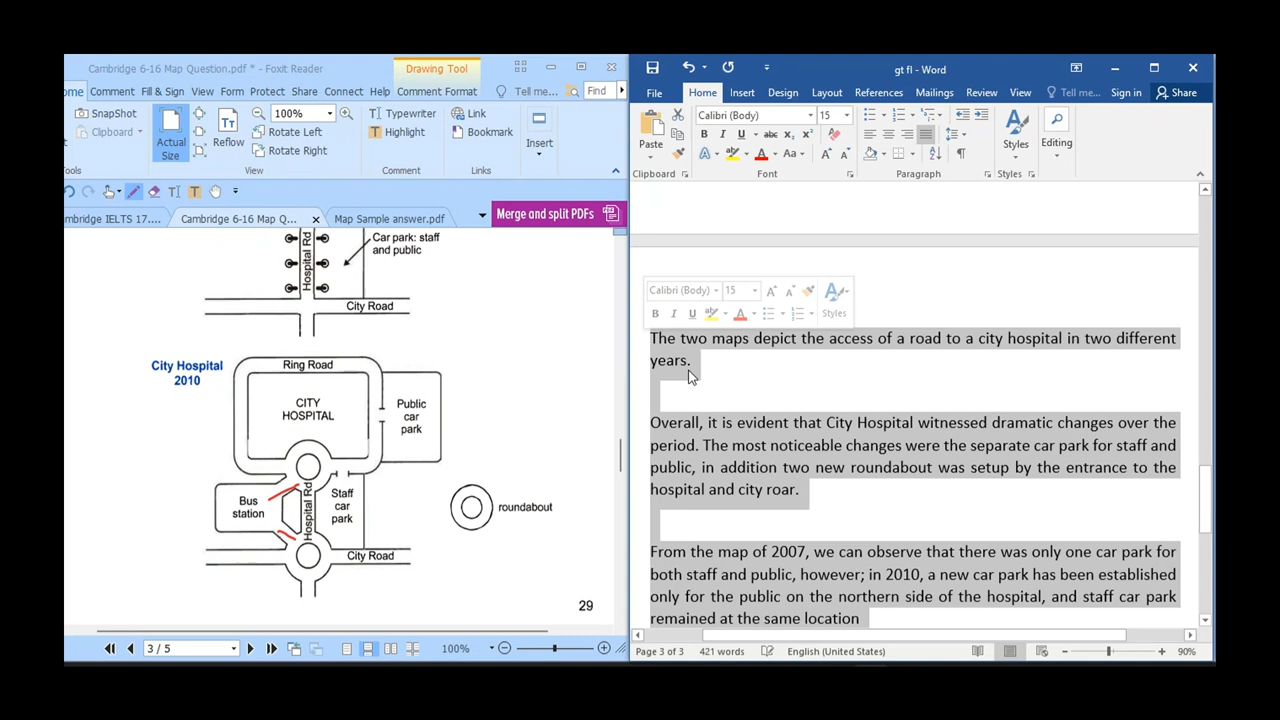 Cambridge 6-16 Map Question.pdf * - Foxit Reader
Drawing Tool
ome Comment Fill & Sign View Form Protect Share Connect Help Comment Format Tell me... Find
SnapShot
Clipboard
Actual Size
Reflow
100%
Rotate Left
Rotate Right
Typewriter
Highlight
Link
Bookmark
Insert
ools View Comment Links
ambridge IELTS 17.... Cambridge 6-16 Map Q... Map Sample answer.pdf
Merge and split PDFs
Hospital Rd
Car park: staff
and public
City Road
City Hospital
2010
Ring Road
CITY
HOSPITAL
Public
car
park
Bus
station
Hospital Rd
Staff
car
park
roundabout
City Road
29
3 / 5
100%
gt fl - Word
File Home Insert Design Layout References Mailings Review View Tell me... Sign in Share
Paste
Calibri (Body) 15
B I U abc x₂ x²
A A Aa A A
Styles
Editing
Clipboard Font Paragraph Styles
Calibri (Body) 15 A A
B I U A Styles
The two maps depict the access of a road to a city hospital in two different
years.
Overall, it is evident that City Hospital witnessed dramatic changes over the
period. The most noticeable changes were the separate car park for staff and
public, in addition two new roundabout was setup by the entrance to the
hospital and city roar.
From the map of 2007, we can observe that there was only one car park for
both staff and public, however; in 2010, a new car park has been established
only for the public on the northern side of the hospital, and staff car park
remained at the same location
Page 3 of 3 421 words English (United States) 90%